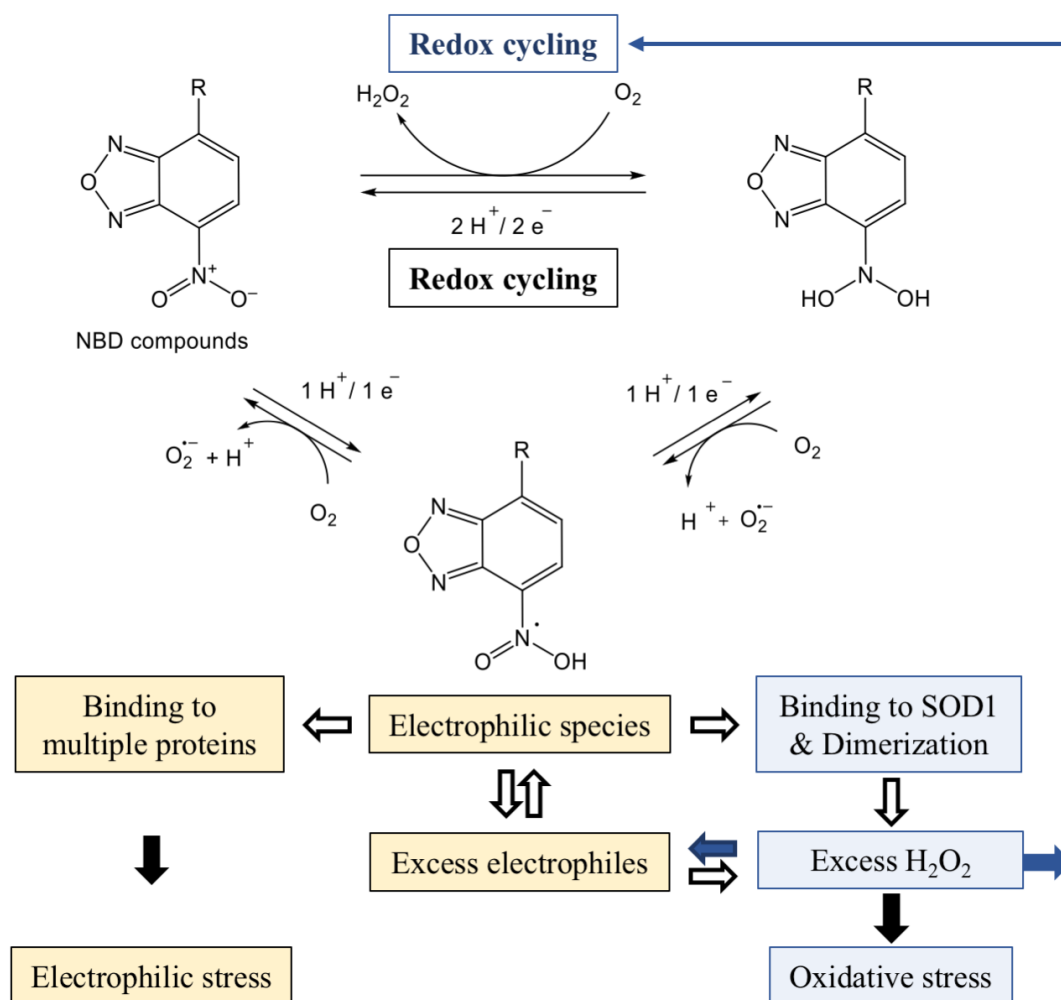 Redox cycling
H₂O₂
O₂
R
N
O
N
N⁺
O
O⁻
NBD compounds
2 H⁺/ 2 e⁻
Redox cycling
R
N
O
N
N
HO
OH
1 H⁺/ 1 e⁻
O₂•⁻ + H⁺
O₂
1 H⁺/ 1 e⁻
O₂
H⁺ + O₂•⁻
R
N
O
N
N•
O
OH
Binding to
multiple proteins
Electrophilic species
Binding to SOD1
& Dimerization
Excess electrophiles
Excess H₂O₂
Electrophilic stress
Oxidative stress